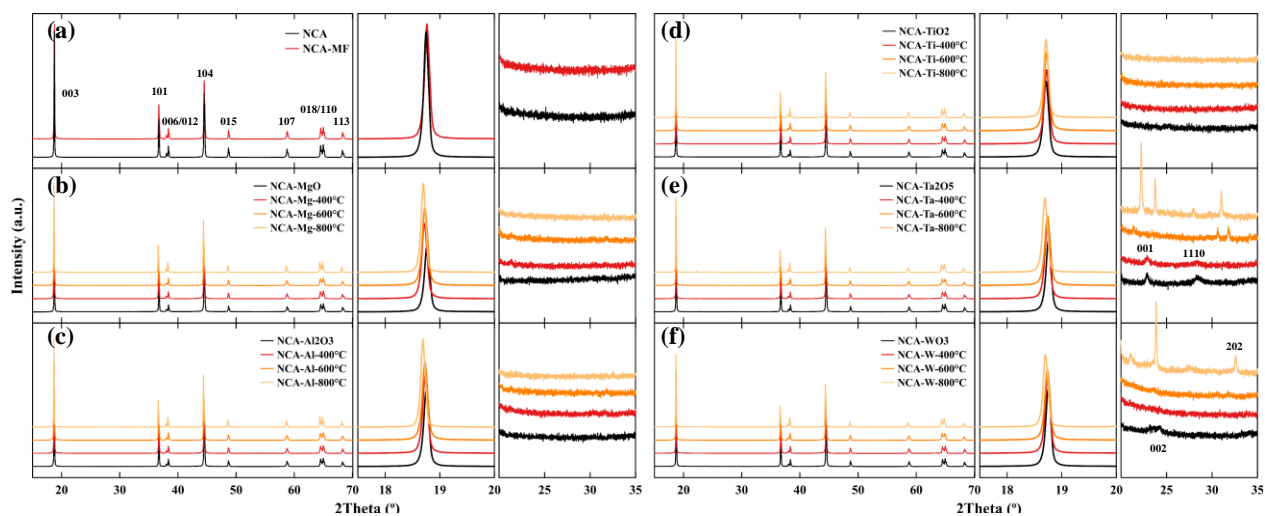 Intensity (a.u.)
(a)
NCA
NCA-MF
003
101
006/012
104
015
107
018/110
113
(b)
NCA-MgO
NCA-Mg-400°C
NCA-Mg-600°C
NCA-Mg-800°C
(c)
NCA-Al2O3
NCA-Al-400°C
NCA-Al-600°C
NCA-Al-800°C
20 30 40 50 60 70 18 19 20 25 30 35
2Theta (º)
(d)
NCA-TiO2
NCA-Ti-400°C
NCA-Ti-600°C
NCA-Ti-800°C
(e)
NCA-Ta2O5
NCA-Ta-400°C
NCA-Ta-600°C
NCA-Ta-800°C
001
1110
(f)
NCA-WO3
NCA-W-400°C
NCA-W-600°C
NCA-W-800°C
202
002
20 30 40 50 60 70 18 19 20 25 30 35
2Theta (º)